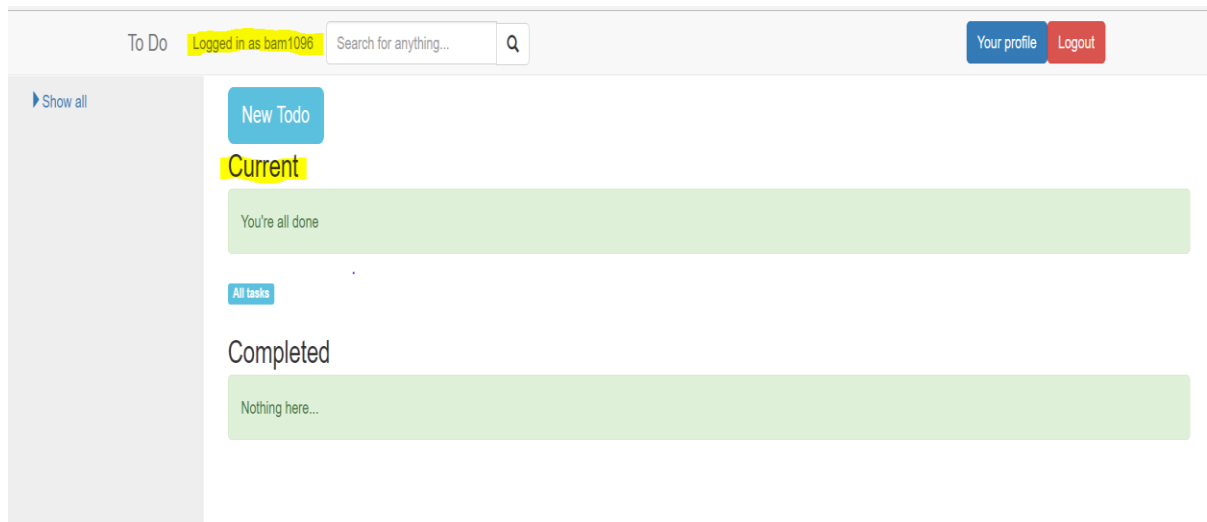 To Do Logged in as bam1096 Search for anything... Your profile Logout
Show all
New Todo
Current
You're all done
All tasks
Completed
Nothing here...